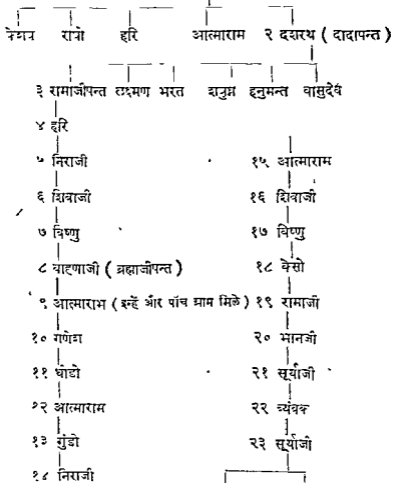 केशव राघो हरि आत्माराम २ दशरथ ( दादापन्त )
३ रामाजीपन्त लक्ष्मण भरत शत्रुघ्न हनुमन्त वासुदेव
४ हरि
५ निराजी १५ आत्माराम
६ शिवाजी १६ शिवाजी
७ विष्णु १७ विष्णु
८ वाहणाजी ( ब्रह्माजीपन्त ) १८ केसो
९ आत्माराम ( इन्हें और पाँच ग्राम मिले ) १९ रामाजी
१० गणेश २० भानजी
११ धोंडो २१ सूर्याजी
१२ आत्माराम २२ त्र्यंबक
१३ गुंडो २३ सूर्याजी
१४ निराजी